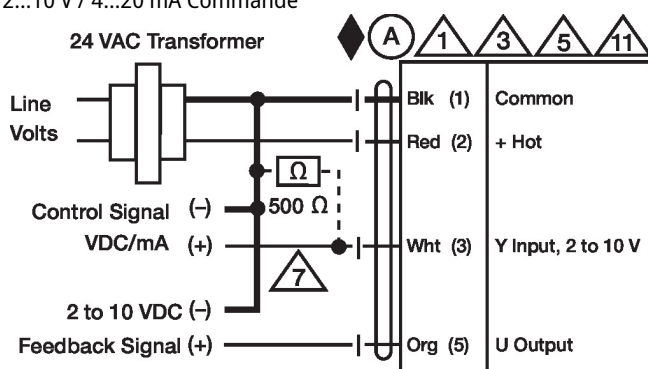 2...10 V / 4...20 mA Commande
24 VAC Transformer
A 1 3 5 11
Line
Volts
Blk (1) Common
Red (2) + Hot
Ω
500 Ω
Control Signal (-)
VDC/mA (+)
Wht (3) Y Input, 2 to 10 V
7
2 to 10 VDC (-)
Feedback Signal (+)
Org (5) U Output